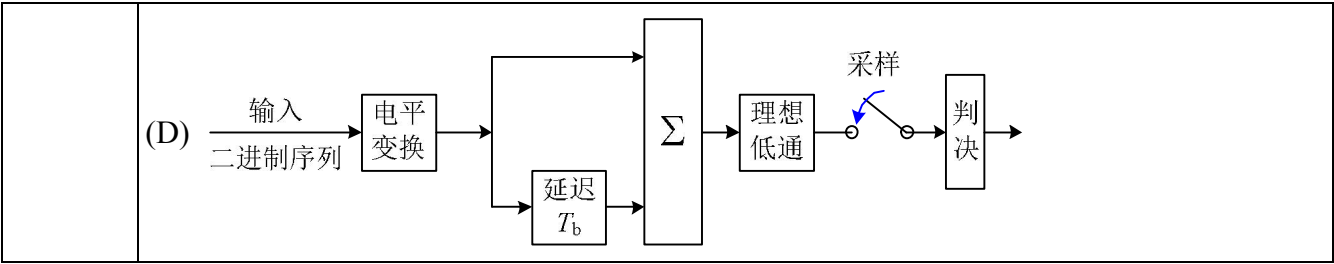 (D)
输入
二进制序列
电平
变换
延迟
Tb
∑
理想
低通
采样
判
决